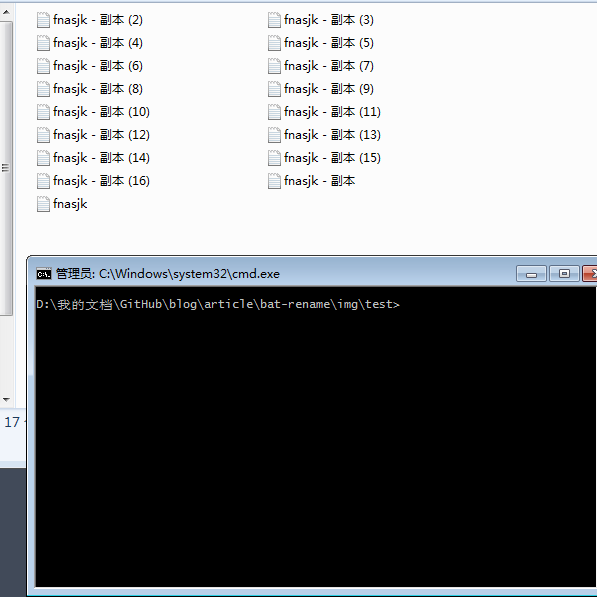 fnasjk - 副本 (2) fnasjk - 副本 (3)
fnasjk - 副本 (4) fnasjk - 副本 (5)
fnasjk - 副本 (6) fnasjk - 副本 (7)
fnasjk - 副本 (8) fnasjk - 副本 (9)
fnasjk - 副本 (10) fnasjk - 副本 (11)
fnasjk - 副本 (12) fnasjk - 副本 (13)
fnasjk - 副本 (14) fnasjk - 副本 (15)
fnasjk - 副本 (16) fnasjk - 副本
fnasjk
管理员: C:\Windows\system32\cmd.exe
D:\我的文档\GitHub\blog\article\bat-rename\img\test>
17